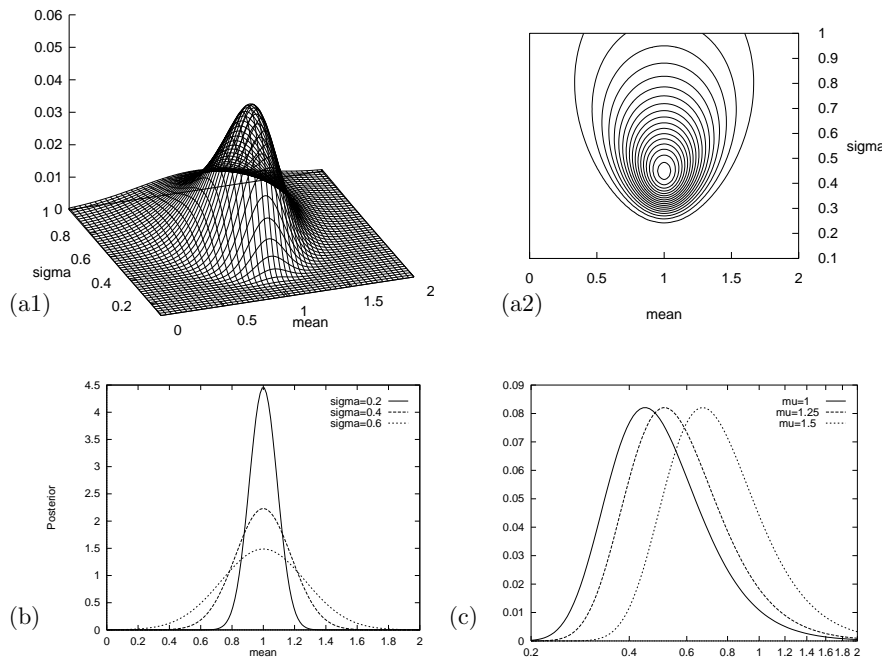 0.06
0.05
0.04
0.03
0.02
0.01
0
1
0.8
0.6
0.4
0.2
sigma
0
0.5
1
1.5
2
mean
(a1)
1
0.9
0.8
0.7
0.6
0.5
0.4
0.3
0.2
0.1
sigma
0
0.5
1
1.5
2
mean
(a2)
4.5
4
3.5
3
2.5
2
1.5
1
0.5
0
Posterior
sigma=0.2
sigma=0.4
sigma=0.6
0 0.2 0.4 0.6 0.8 1 1.2 1.4 1.6 1.8 2
mean
(b)
0.09
0.08
0.07
0.06
0.05
0.04
0.03
0.02
0.01
0
mu=1
mu=1.25
mu=1.5
0.2 0.4 0.6 0.8 1 1.2 1.4 1.6 1.8 2
(c)